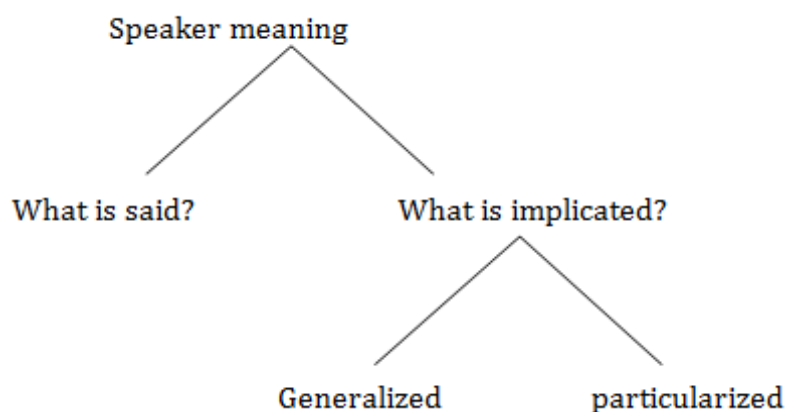 Speaker meaning
What is said?
What is implicated?
Generalized
particularized